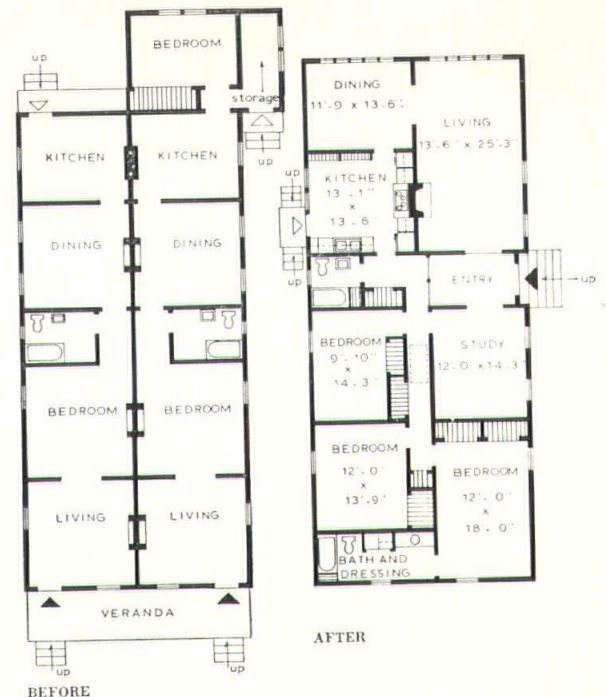 BEDROOM
up
storage
up
KITCHEN
KITCHEN
DINING
DINING
BEDROOM
BEDROOM
LIVING
LIVING
VERANDA
up
up
BEFORE
DINING
11'-9 x 13'6"
LIVING
13'-6" x 25'-3"
up
KITCHEN
13'-1"
x
13'-6"
up
ENTRY
up
BEDROOM
9'-10"
x
14'-3"
STUDY
12'-0 x 14'-3
BEDROOM
12'-0"
x
13'-9"
BEDROOM
12'-0"
x
18'-0"
BATH AND
DRESSING
AFTER